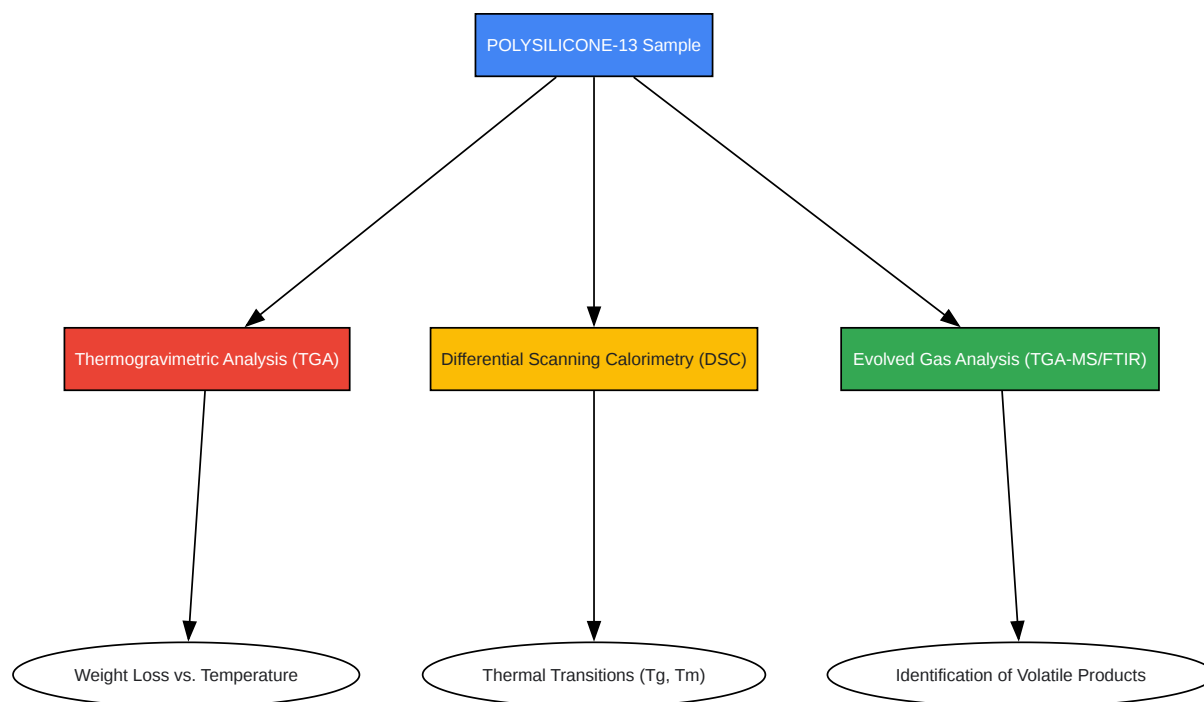 POLYSILICONE-13 Sample
Thermogravimetric Analysis (TGA)
Differential Scanning Calorimetry (DSC)
Evolved Gas Analysis (TGA-MS/FTIR)
Weight Loss vs. Temperature
Thermal Transitions (Tg, Tm)
Identification of Volatile Products